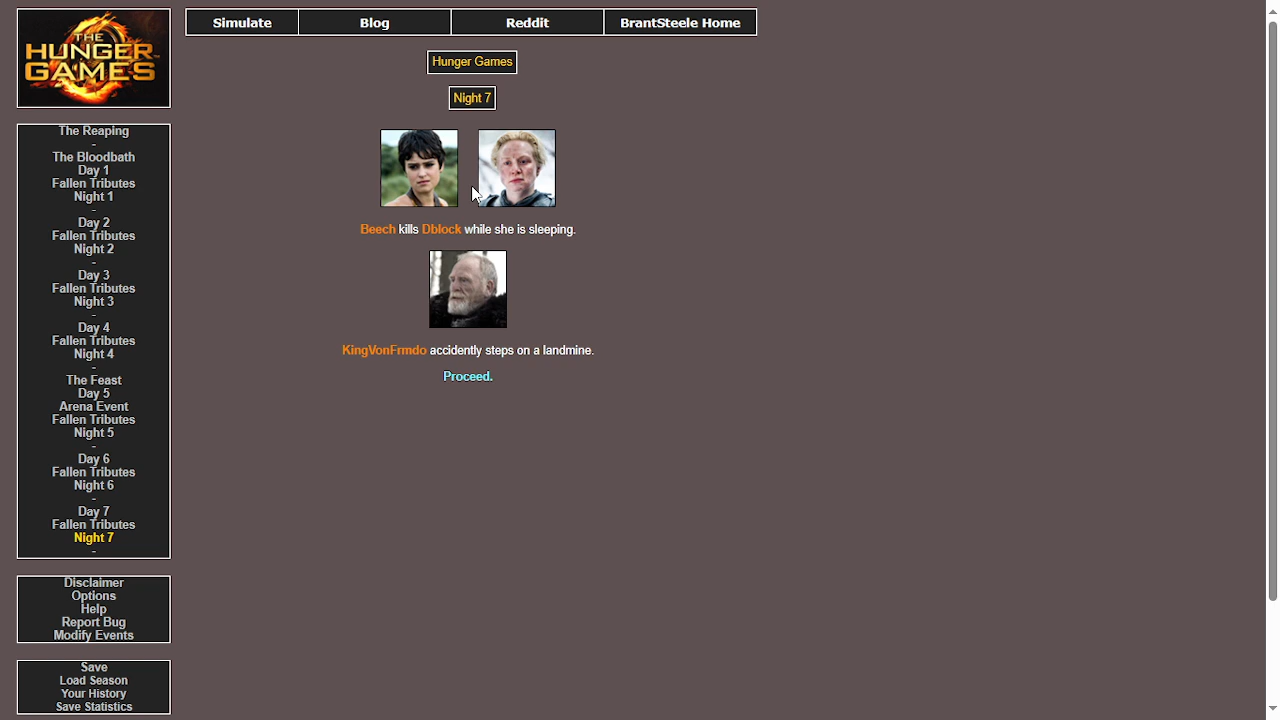 THE
HUNGER
GAMES
Simulate
Blog
Reddit
BrantSteele Home
Hunger Games
Night 7
Beech kills Dblock while she is sleeping.
KingVonFrmdo accidently steps on a landmine.
Proceed.
The Reaping
-
The Bloodbath
Day 1
Fallen Tributes
Night 1
-
Day 2
Fallen Tributes
Night 2
-
Day 3
Fallen Tributes
Night 3
-
Day 4
Fallen Tributes
Night 4
-
The Feast
Day 5
Arena Event
Fallen Tributes
Night 5
-
Day 6
Fallen Tributes
Night 6
-
Day 7
Fallen Tributes
Night 7
-
Disclaimer
Options
Help
Report Bug
Modify Events
Save
Load Season
Your History
Save Statistics